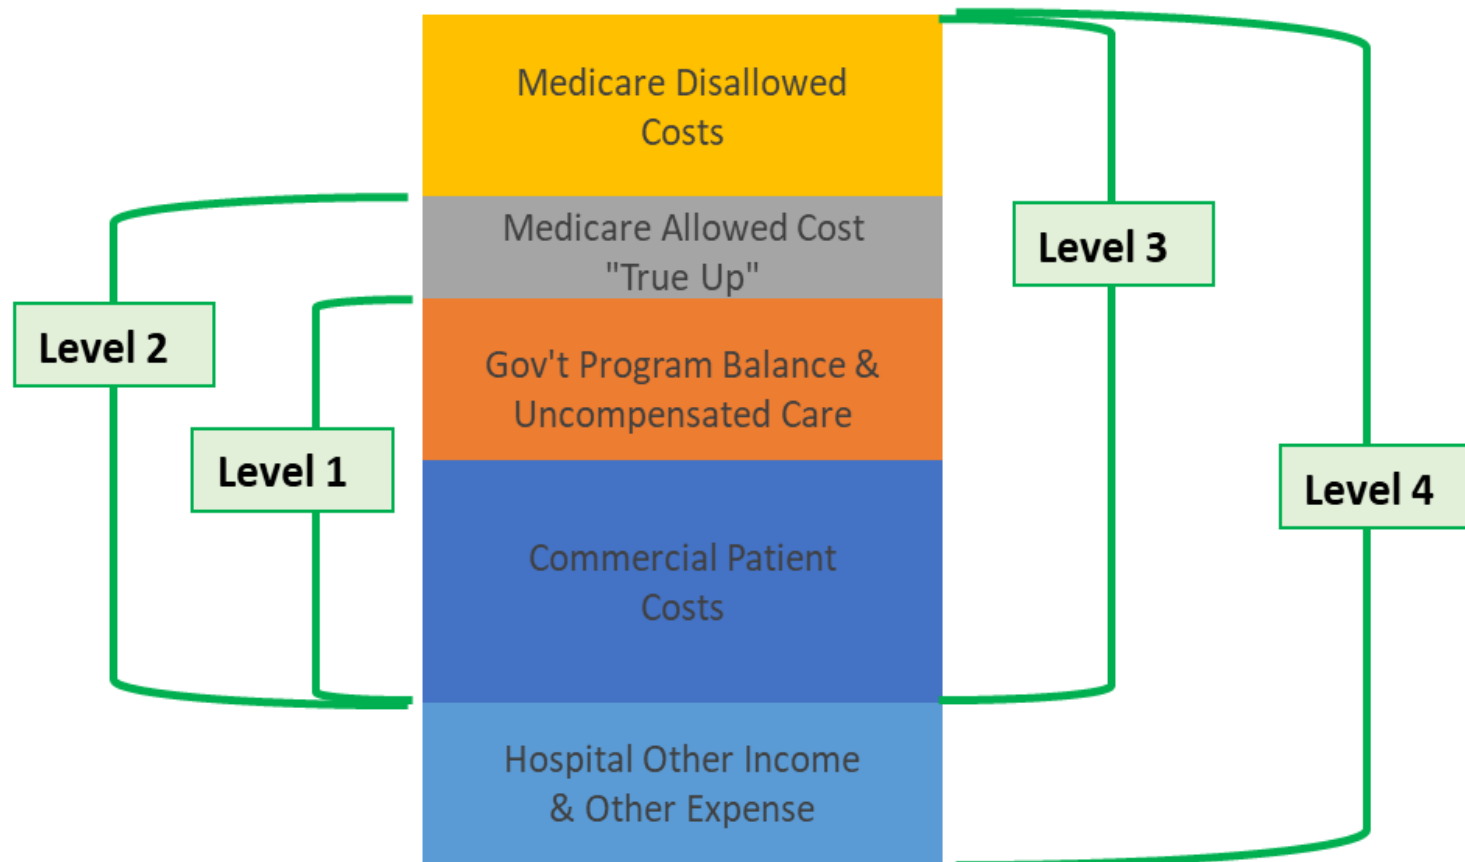 Medicare Disallowed
Costs
Medicare Allowed Cost
"True Up"
Level 3
Level 2
Gov't Program Balance &
Uncompensated Care
Level 1
Level 4
Commercial Patient
Costs
Hospital Other Income
& Other Expense